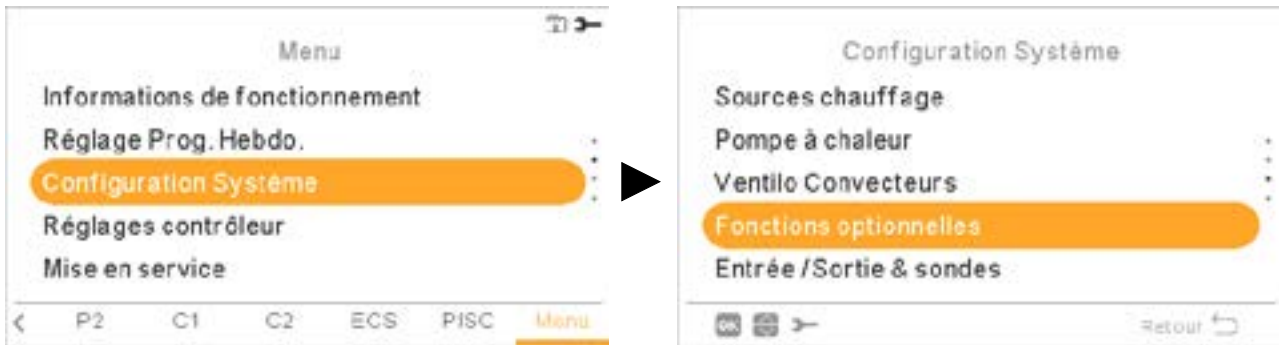 Menu
Informations de fonctionnement
Réglage Prog. Hebdo.
Configuration Système
Réglages contrôleur
Mise en service
P2 C1 C2 ECS PISC Menu
Configuration Système
Sources chauffage
Pompe à chaleur
Ventilo Convecteurs
Fonctions optionnelles
Entrée / Sortie & sondes
OK Retour